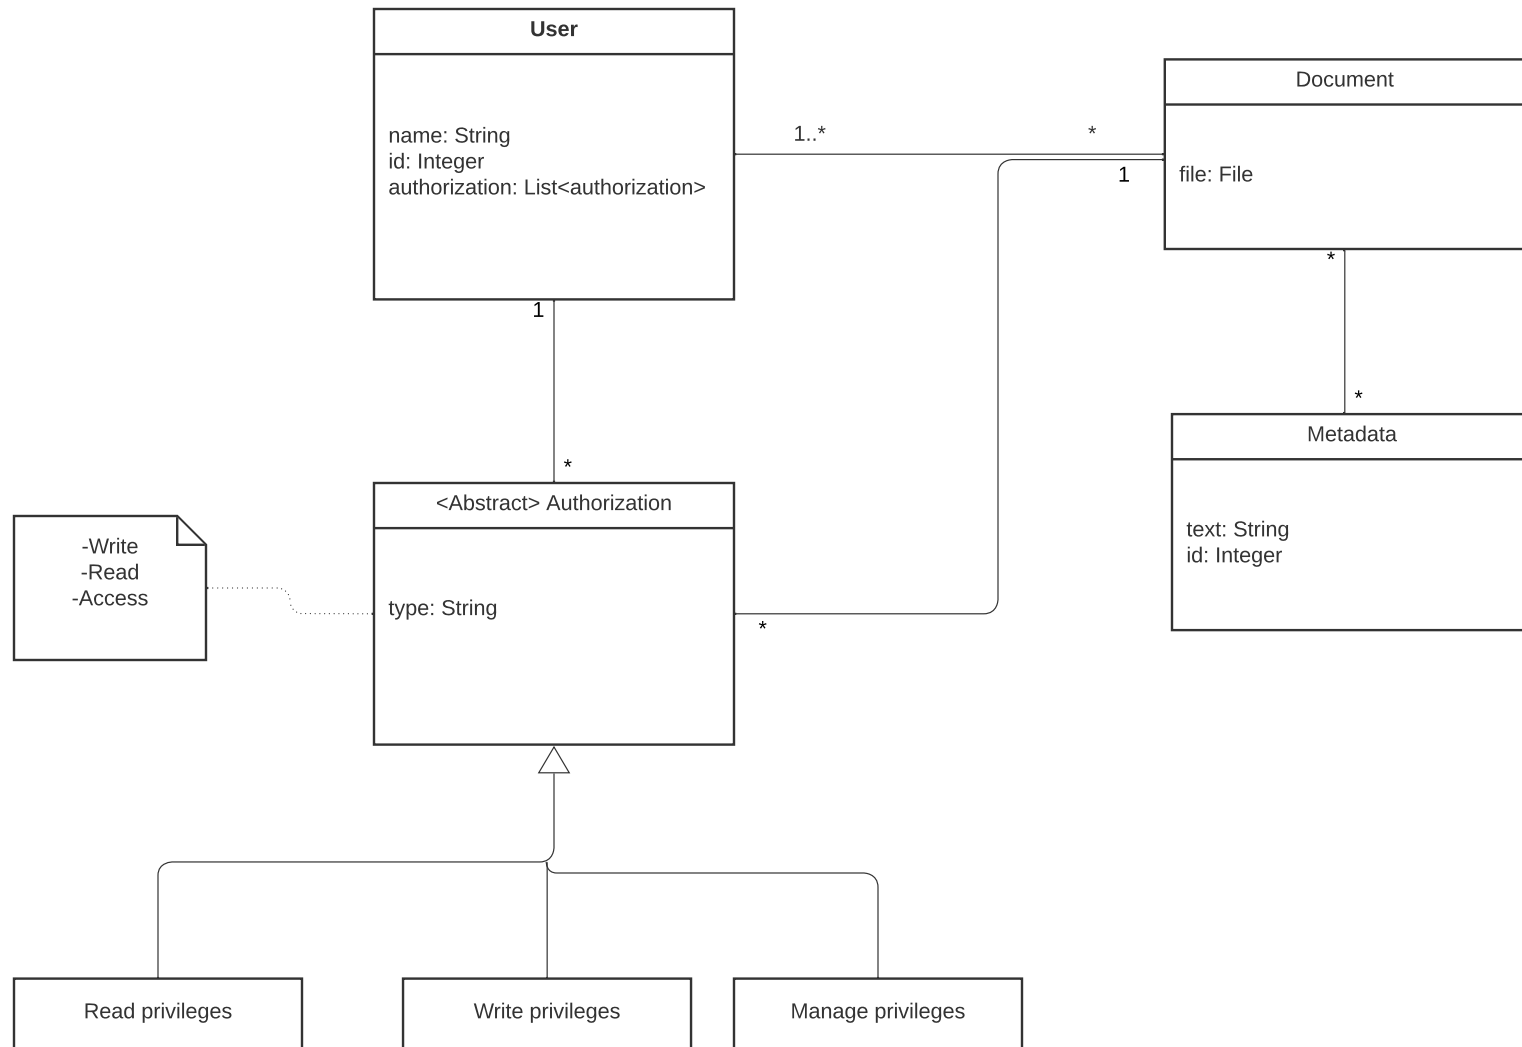 User
name: String
id: Integer
authorization: List<authorization>
1..*
*
Document
file: File
1
*
*
Metadata
text: String
id: Integer
1
*
<Abstract> Authorization
type: String
*
-Write
-Read
-Access
Read privileges
Write privileges
Manage privileges